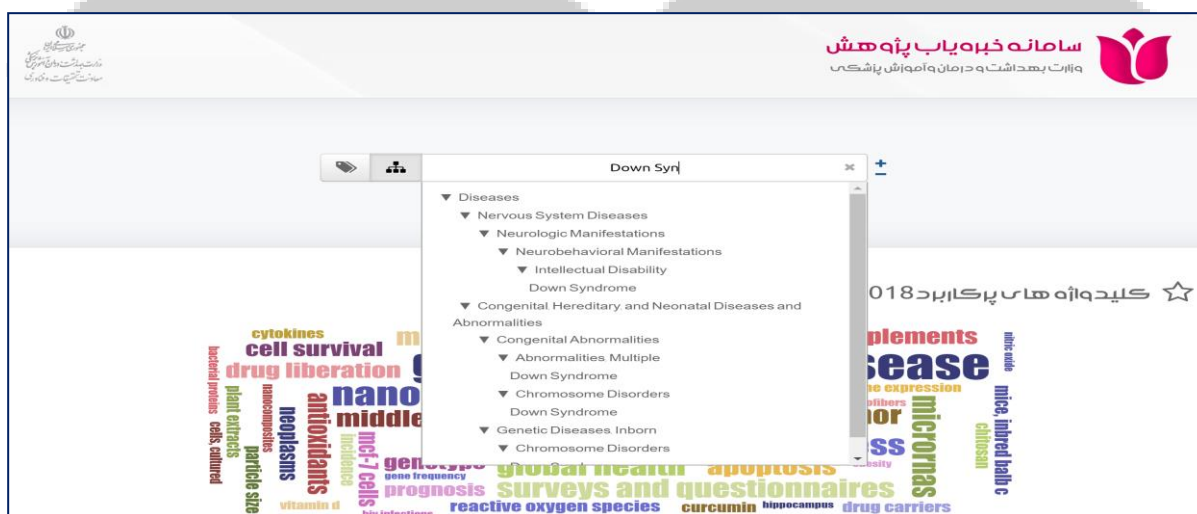 سامانه خبره‌یاب پژوهش
وزارت بهداشت و درمان و آموزش پزشکی
Down Syn
×
±
▼ Diseases
▼ Nervous System Diseases
▼ Neurologic Manifestations
▼ Neurobehavioral Manifestations
▼ Intellectual Disability
Down Syndrome
▼ Congenital Hereditary and Neonatal Diseases and
Abnormalities
▼ Congenital Abnormalities
▼ Abnormalities Multiple
Down Syndrome
▼ Chromosome Disorders
Down Syndrome
▼ Genetic Diseases Inborn
▼ Chromosome Disorders
کلیدواژه های پرکاربرد 018
cytokines
cell survival
drug liberation
nano
middle
bacterial proteins
cells, cultured
plant extracts
particle size
nanocomposites
neoplasms
antioxidants
incidence
mcf-7 cells
genotype
gene frequency
prognosis
vitamin d
global health
apoptosis
surveys and questionnaires
reactive oxygen species
curcumin
hippocampus
drug carriers
plements
sease
expression
micrornas
chitosan
nitric oxide
mice, inbred balb c